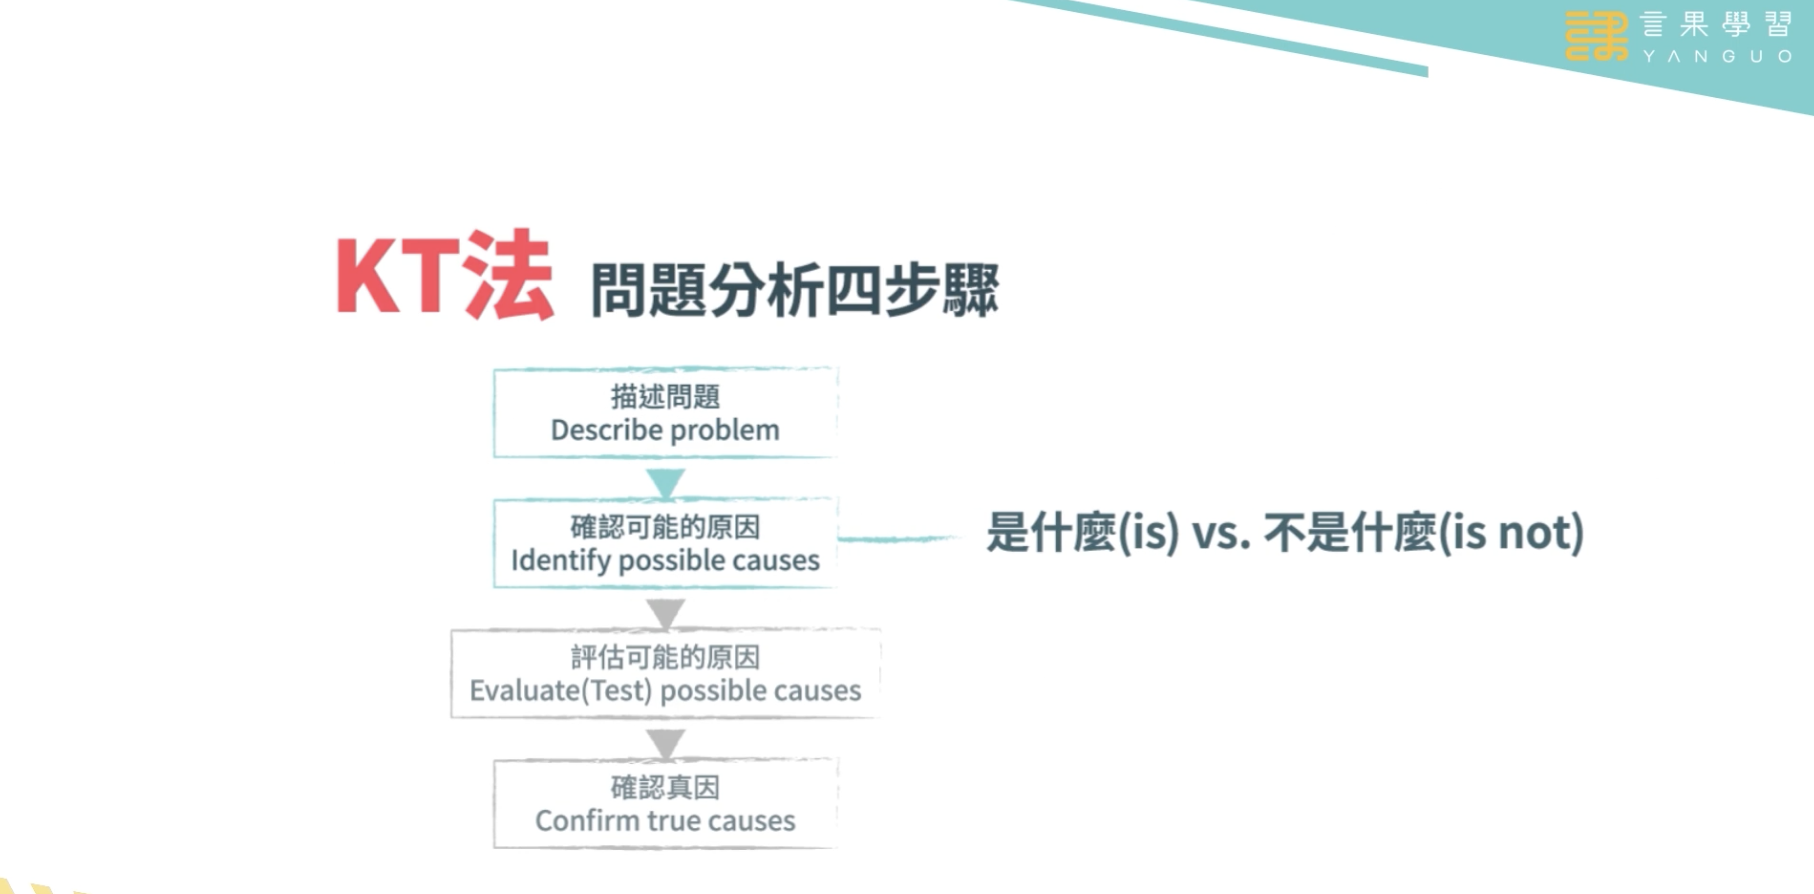 言果學習
YANGUO
KT法 問題分析四步驟
描述問題
Describe problem
確認可能的原因
Identify possible causes
是什麼(is) vs. 不是什麼(is not)
評估可能的原因
Evaluate(Test) possible causes
確認真因
Confirm true causes